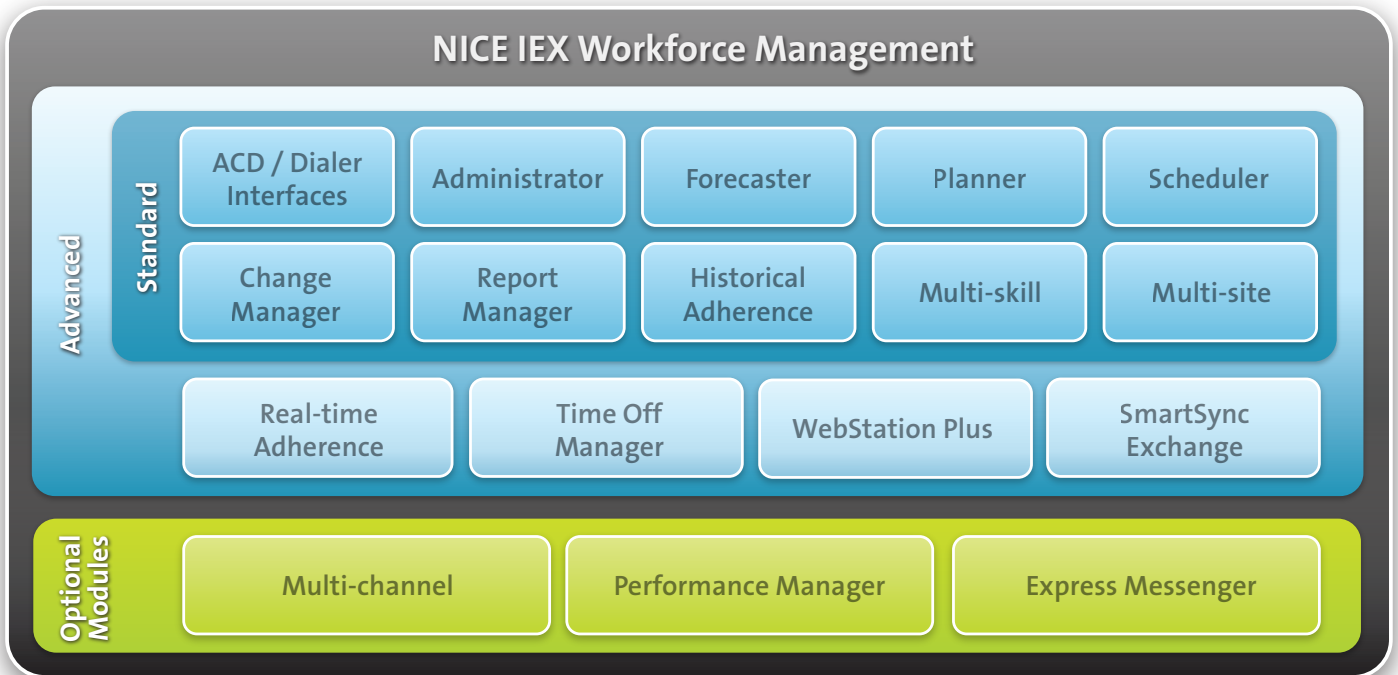 NICE IEX Workforce Management
Advanced
Standard
ACD / Dialer
Interfaces
Administrator
Forecaster
Planner
Scheduler
Change
Manager
Report
Manager
Historical
Adherence
Multi-skill
Multi-site
Real-time
Adherence
Time Off
Manager
WebStation Plus
SmartSync
Exchange
Optional
Modules
Multi-channel
Performance Manager
Express Messenger